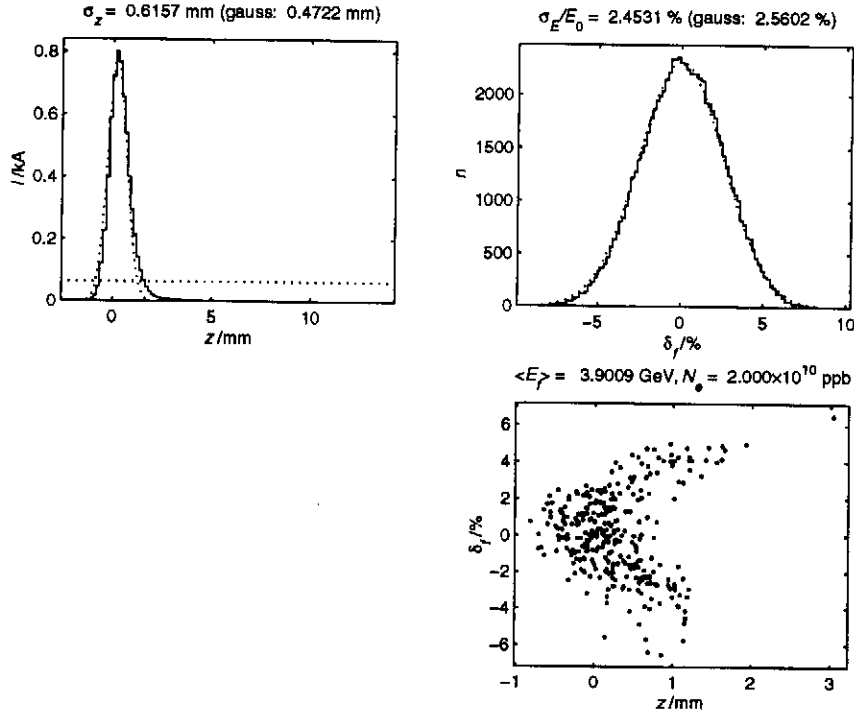 σz = 0.6157 mm (gauss: 0.4722 mm)
0.8
0.6
0.4
0.2
0
I/kA
0 5 10
z/mm
σE/E0 = 2.4531 % (gauss: 2.5602 %)
2000
1500
1000
500
0
n
−5 0 5 10
δf/%
<Ef> = 3.9009 GeV, Ne = 2.000×10^10 ppb
6
4
2
0
−2
−4
−6
δf/%
−1 0 1 2 3
z/mm